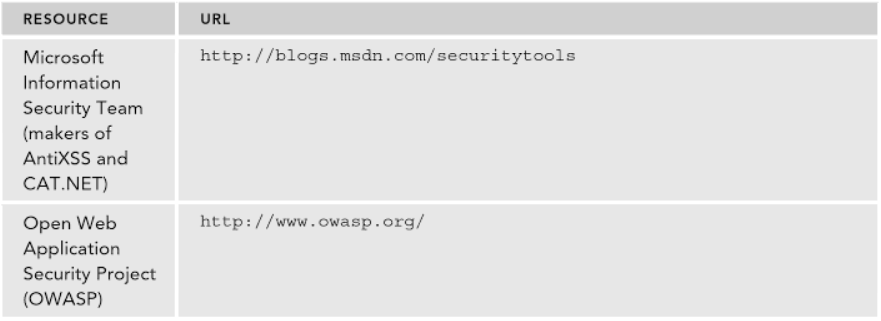 RESOURCE URL
Microsoft http://blogs.msdn.com/securitytools
Information
Security Team
(makers of
AntiXSS and
CAT.NET)
Open Web http://www.owasp.org/
Application
Security Project
(OWASP)